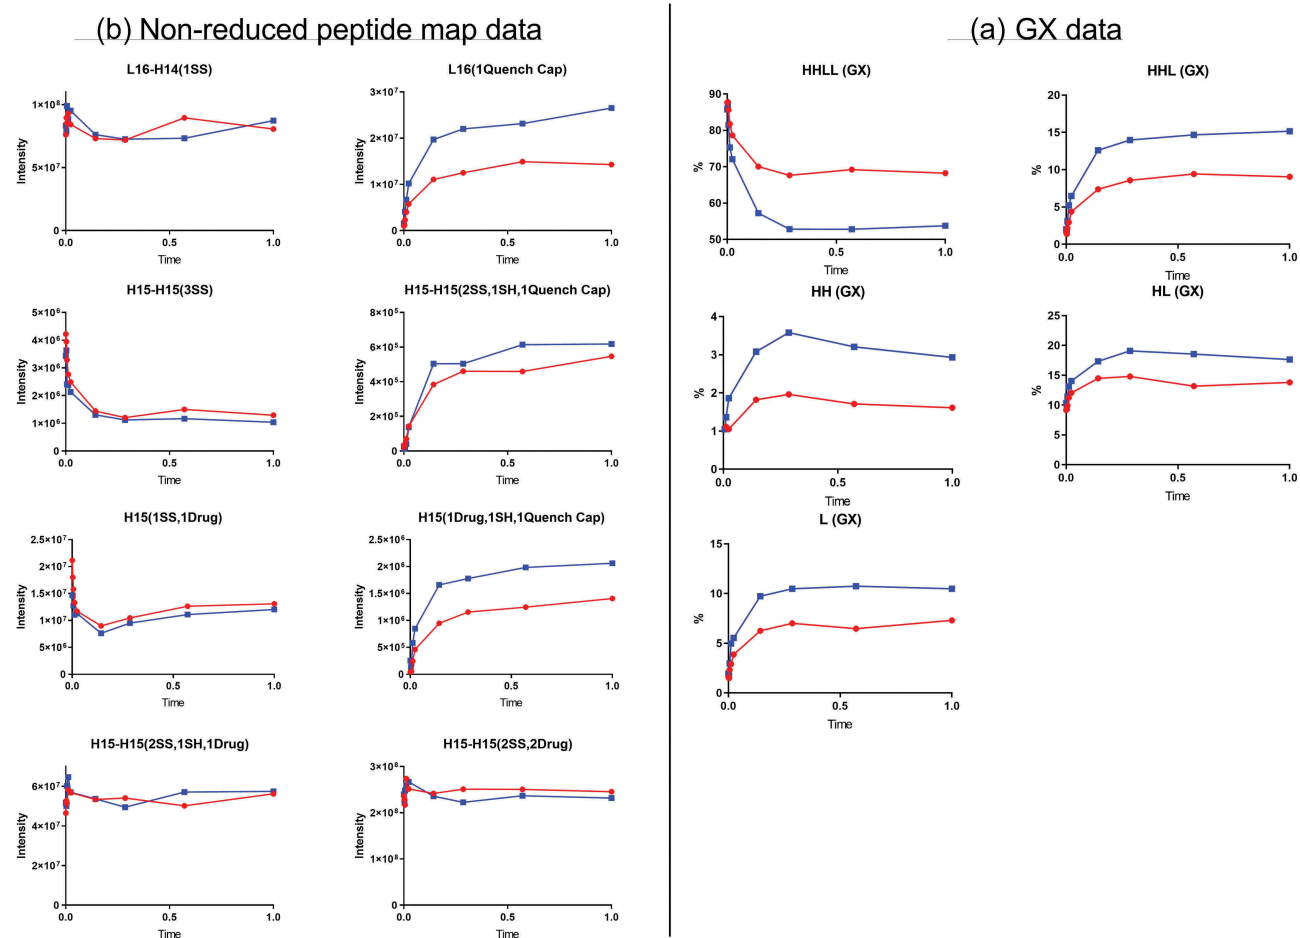 (b) Non-reduced peptide map data
L16-H14(1SS)
Intensity
1×10⁸
5×10⁷
0
0.0
0.5
1.0
Time
L16(1Quench Cap)
Intensity
3×10⁷
2×10⁷
1×10⁷
0
0.0
0.5
1.0
Time
H15-H15(3SS)
Intensity
5×10⁶
4×10⁶
3×10⁶
2×10⁶
1×10⁶
0
0.0
0.5
1.0
Time
H15-H15(2SS,1SH,1Quench Cap)
Intensity
8×10⁵
6×10⁵
4×10⁵
2×10⁵
0
0.0
0.5
1.0
Time
H15(1SS,1Drug)
Intensity
2.5×10⁷
2.0×10⁷
1.5×10⁷
1.0×10⁷
5×10⁶
0
0.0
0.5
1.0
Time
H15(1Drug,1SH,1Quench Cap)
Intensity
2.5×10⁶
2.0×10⁶
1.5×10⁶
1.0×10⁶
5×10⁵
0
0.0
0.5
1.0
Time
H15-H15(2SS,1SH,1Drug)
Intensity
6×10⁷
4×10⁷
2×10⁷
0
0.0
0.5
1.0
Time
H15-H15(2SS,2Drug)
Intensity
3×10⁸
2×10⁸
1×10⁸
0
0.0
0.5
1.0
Time
(a) GX data
HHLL (GX)
%
90
80
70
60
50
0.0
0.5
1.0
Time
HHL (GX)
%
20
15
10
5
0
0.0
0.5
1.0
Time
HH (GX)
%
4
3
2
1
0
0.0
0.5
1.0
Time
HL (GX)
%
25
20
15
10
5
0
0.0
0.5
1.0
Time
L (GX)
%
15
10
5
0
0.0
0.5
1.0
Time